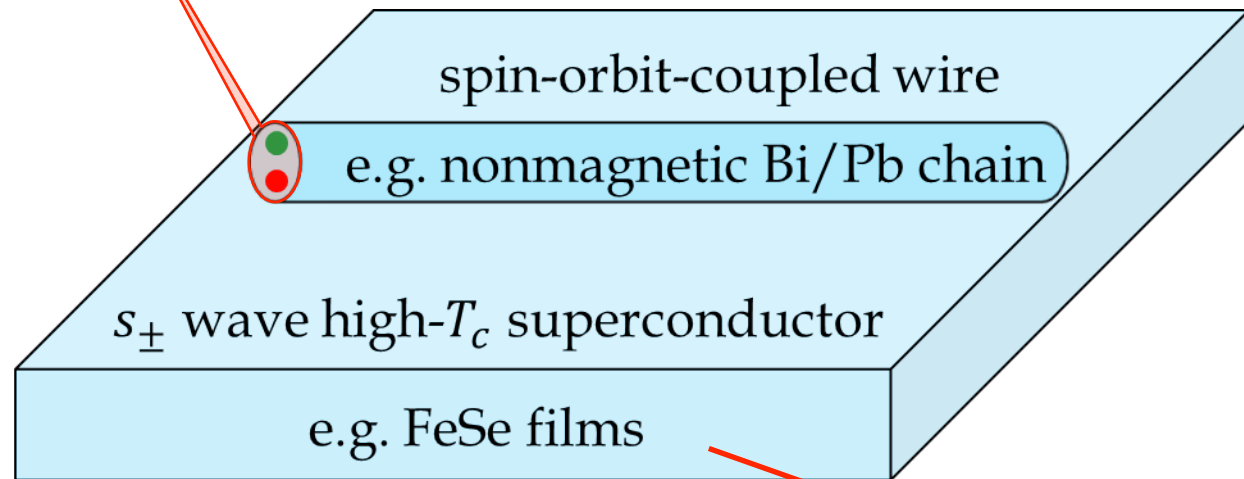 spin-orbit-coupled wire
e.g. nonmagnetic Bi/Pb chain
s± wave high-Tc superconductor
e.g. FeSe films